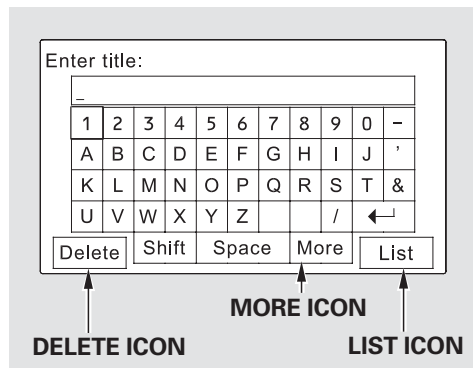 Enter title:
_
1 2 3 4 5 6 7 8 9 0 –
A B C D E F G H I J ’
K L M N O P Q R S T &
U V W X Y Z /
Delete Shift Space More List
MORE ICON
DELETE ICON LIST ICON